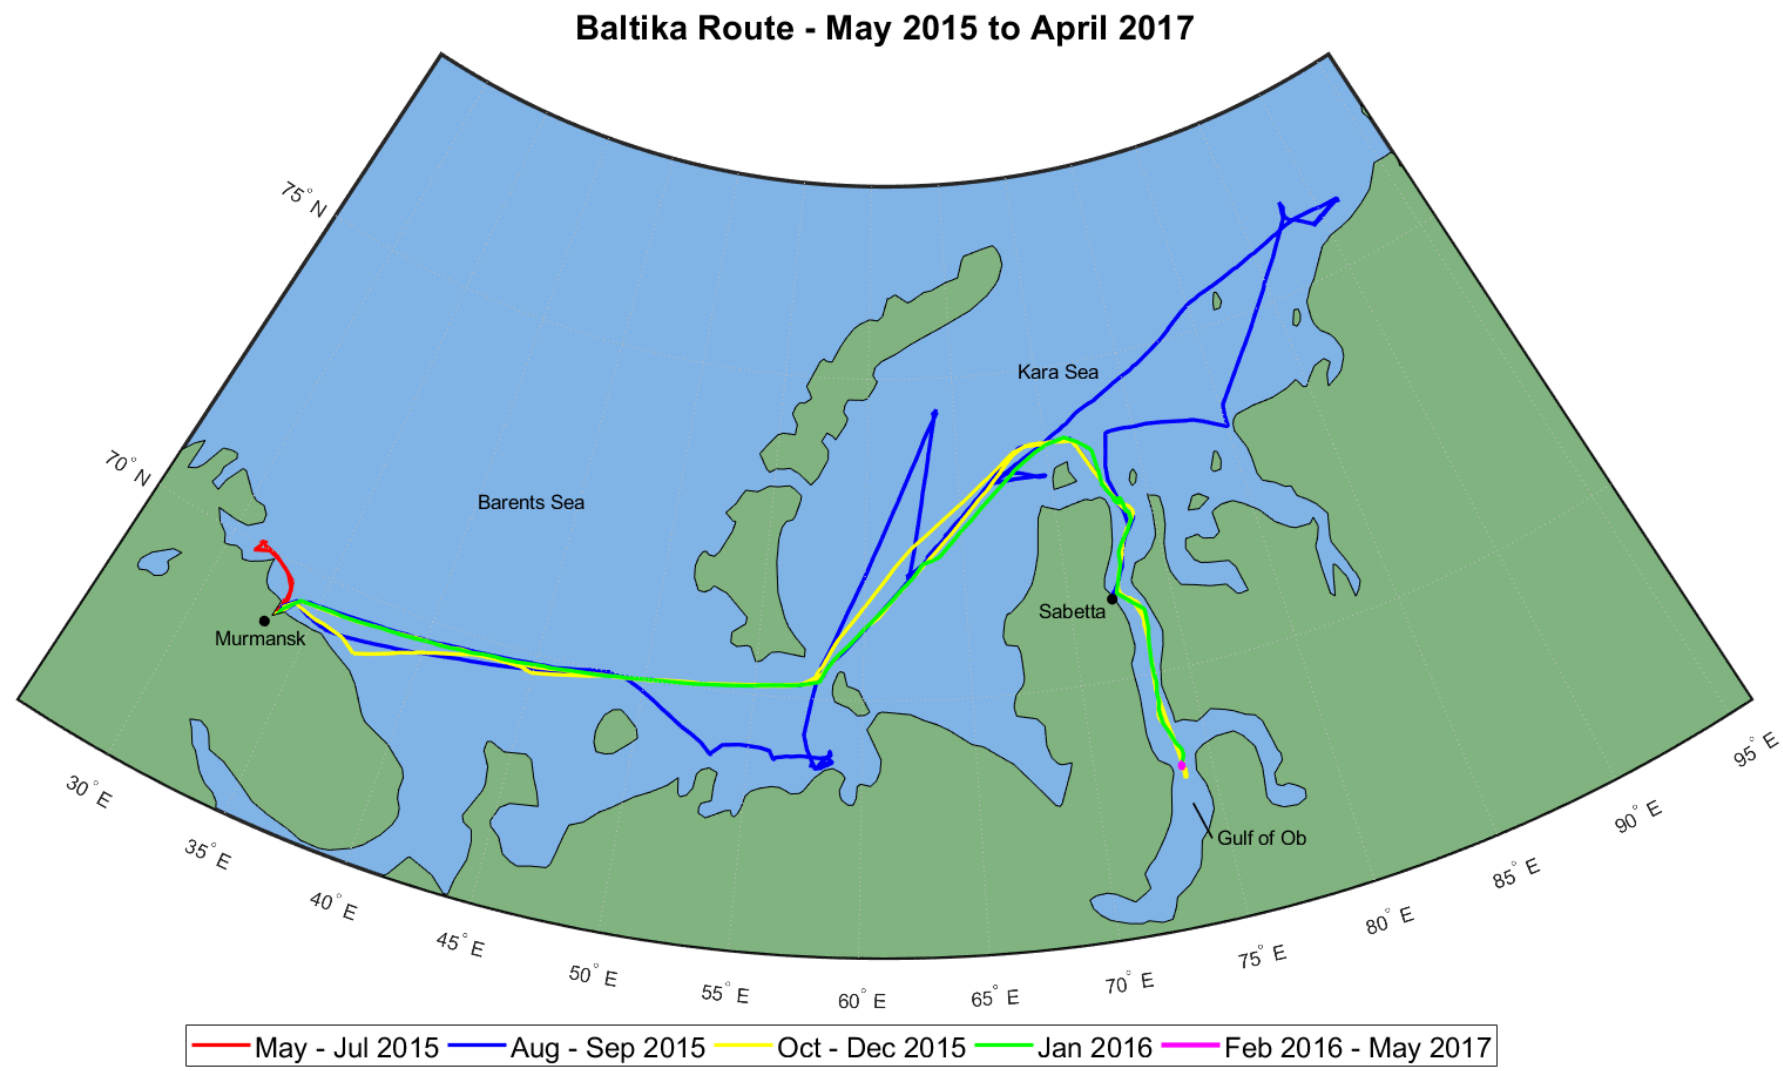 Baltika Route - May 2015 to April 2017
75° N
70° N
Kara Sea
Barents Sea
Sabetta
Murmansk
Gulf of Ob
30° E
35° E
40° E
45° E
50° E
55° E
60° E
65° E
70° E
75° E
80° E
85° E
90° E
95° E
May - Jul 2015 Aug - Sep 2015 Oct - Dec 2015 Jan 2016 Feb 2016 - May 2017